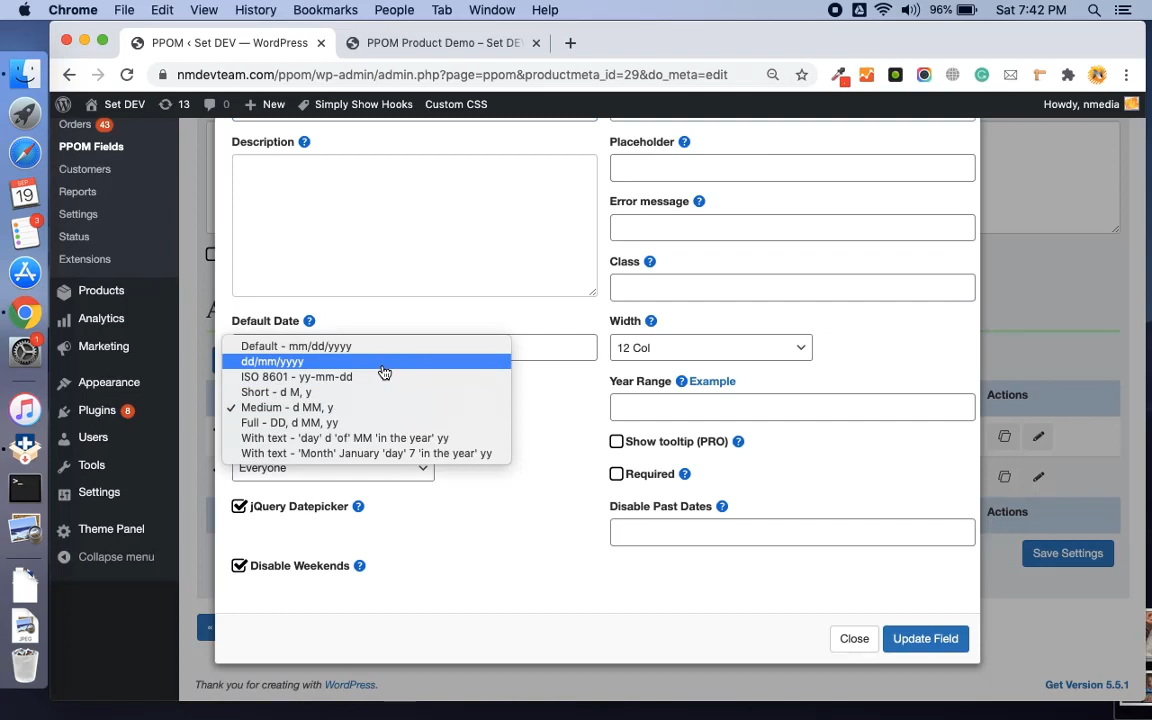 Chrome File Edit View History Bookmarks People Tab Window Help 96% Sat 7:42 PM
PPOM ‹ Set DEV — WordPress PPOM Product Demo – Set DE
nmdevteam.com/ppom/wp-admin/admin.php?page=ppom&productmeta_id=29&do_meta=edit
Set DEV 13 0 + New Simply Show Hooks Custom CSS Howdy, nmedia
Orders 43
PPOM Fields
Customers
Reports
Settings
Status
Extensions
Products
Analytics
Marketing
Appearance
Plugins 8
Users
Tools
Settings
Theme Panel
Collapse menu
Description
Placeholder
Error message
Class
Default Date
Width
12 Col
Default - mm/dd/yyyy
dd/mm/yyyy
ISO 8601 - yy-mm-dd
Short - d M, y
Medium - d MM, y
Full - DD, d MM, yy
With text - 'day' d 'of' MM 'in the year' yy
With text - 'Month' January 'day' 7 'in the year' yy
Everyone
Year Range Example
Show tooltip (PRO)
Required
jQuery Datepicker
Disable Past Dates
Disable Weekends
Close Update Field
Actions
Actions
Save Settings
Thank you for creating with WordPress.
Get Version 5.5.1
SEP
19
3
1
JPEG